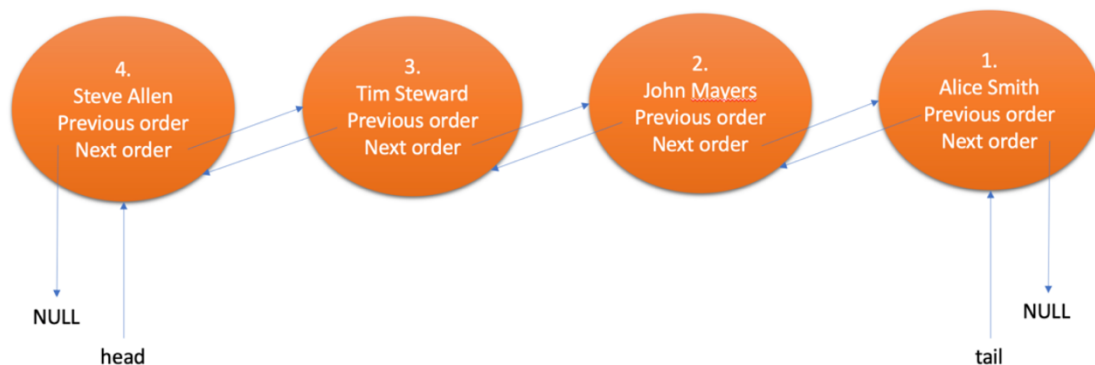 4.
Steve Allen
Previous order
Next order
3.
Tim Steward
Previous order
Next order
2.
John Mayers
Previous order
Next order
1.
Alice Smith
Previous order
Next order
NULL
head
NULL
tail